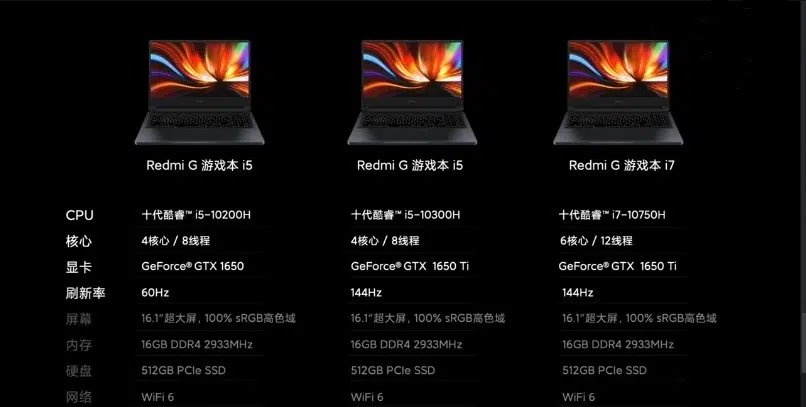 Redmi G 游戏本 i5 Redmi G 游戏本 i5 Redmi G 游戏本 i7
CPU 十代酷睿™ i5-10200H 十代酷睿™ i5-10300H 十代酷睿™ i7-10750H
核心 4核心 / 8线程 4核心 / 8线程 6核心 / 12线程
显卡 GeForce® GTX 1650 GeForce® GTX 1650 Ti GeForce® GTX 1650 Ti
刷新率 60Hz 144Hz 144Hz
屏幕 16.1"超大屏, 100% sRGB高色域 16.1"超大屏, 100% sRGB高色域 16.1"超大屏, 100% sRGB高色域
内存 16GB DDR4 2933MHz 16GB DDR4 2933MHz 16GB DDR4 2933MHz
硬盘 512GB PCIe SSD 512GB PCIe SSD 512GB PCIe SSD
网络 WiFi 6 WiFi 6 WiFi 6